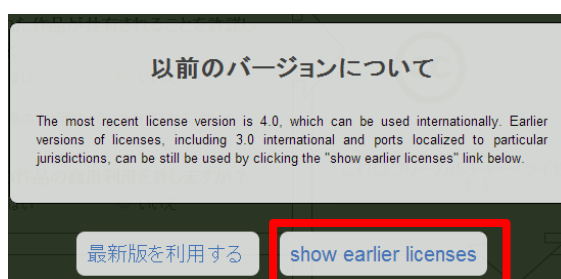 以前のバージョンについて
The most recent license version is 4.0, which can be used internationally. Earlier
versions of licenses, including 3.0 international and ports localized to particular
jurisdictions, can be still be used by clicking the "show earlier licenses" link below.
最新版を利用する show earlier licenses